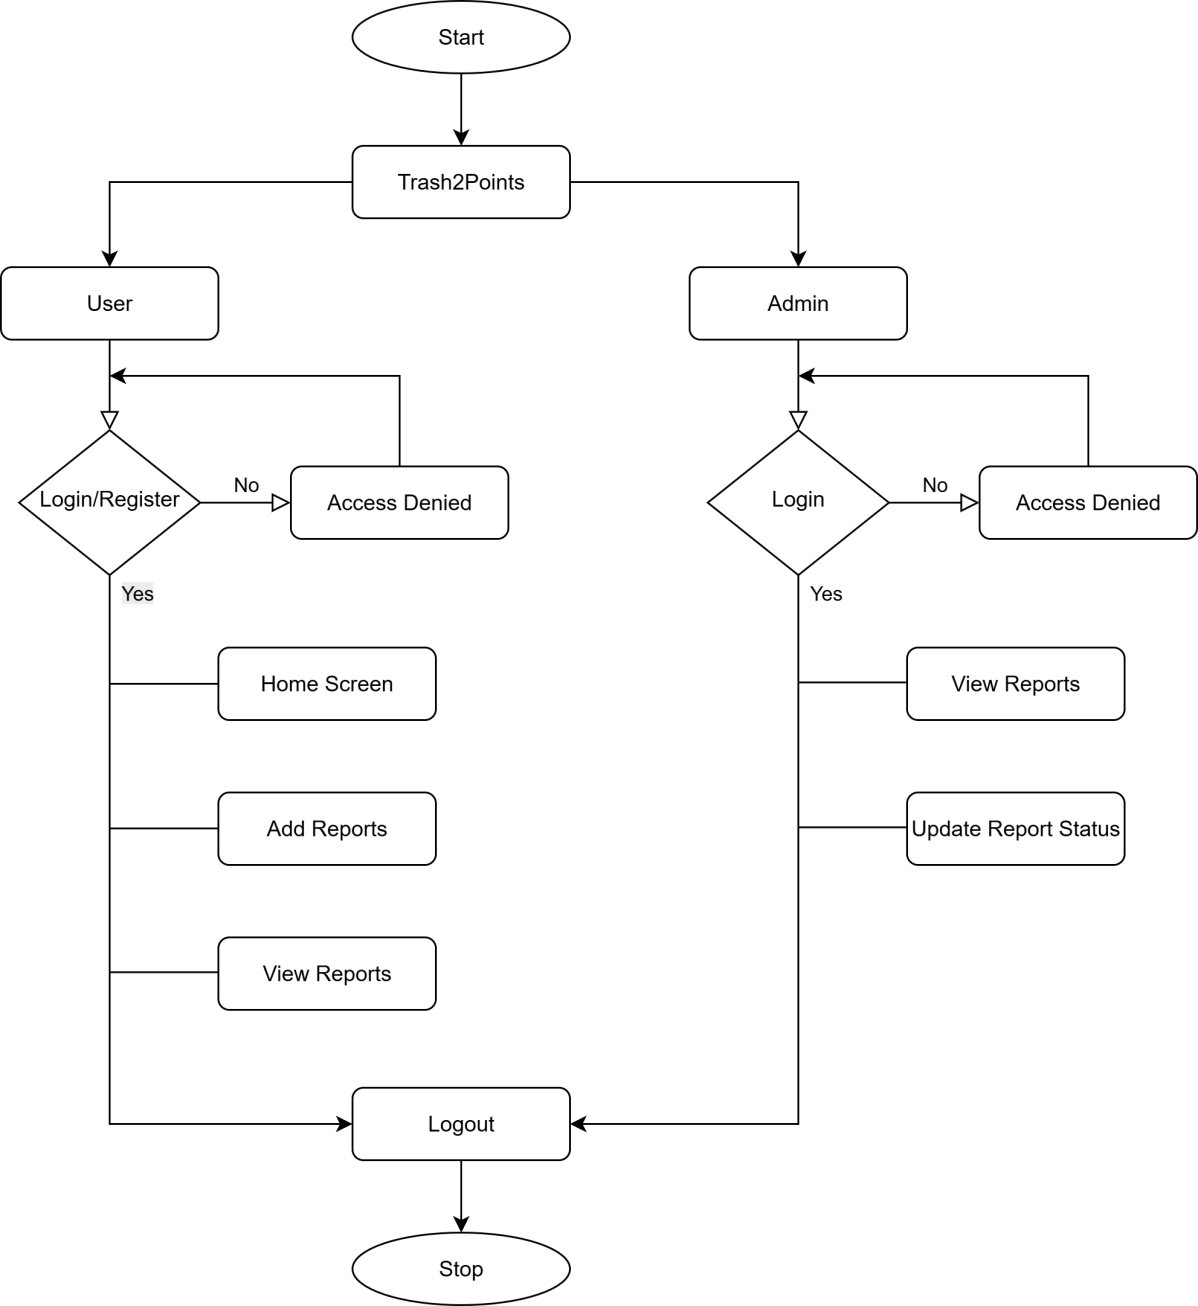 Start
Trash2Points
User
Admin
Login/Register
No
Access Denied
Login
No
Access Denied
Yes
Yes
Home Screen
View Reports
Add Reports
Update Report Status
View Reports
Logout
Stop